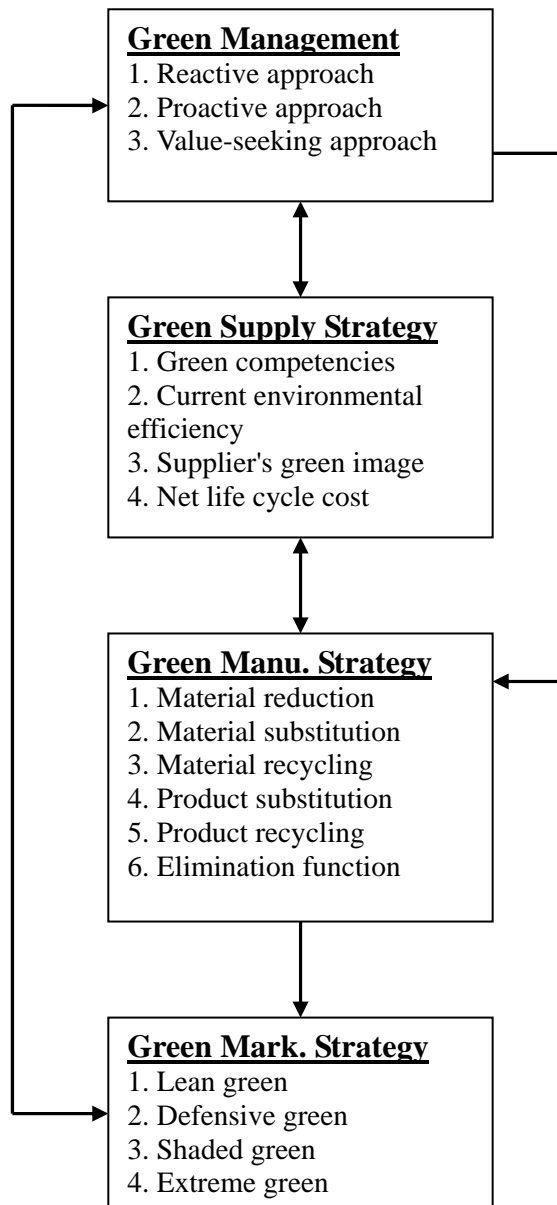 Green Management
1. Reactive approach
2. Proactive approach
3. Value-seeking approach
Green Supply Strategy
1. Green competencies
2. Current environmental
efficiency
3. Supplier's green image
4. Net life cycle cost
Green Manu. Strategy
1. Material reduction
2. Material substitution
3. Material recycling
4. Product substitution
5. Product recycling
6. Elimination function
Green Mark. Strategy
1. Lean green
2. Defensive green
3. Shaded green
4. Extreme green